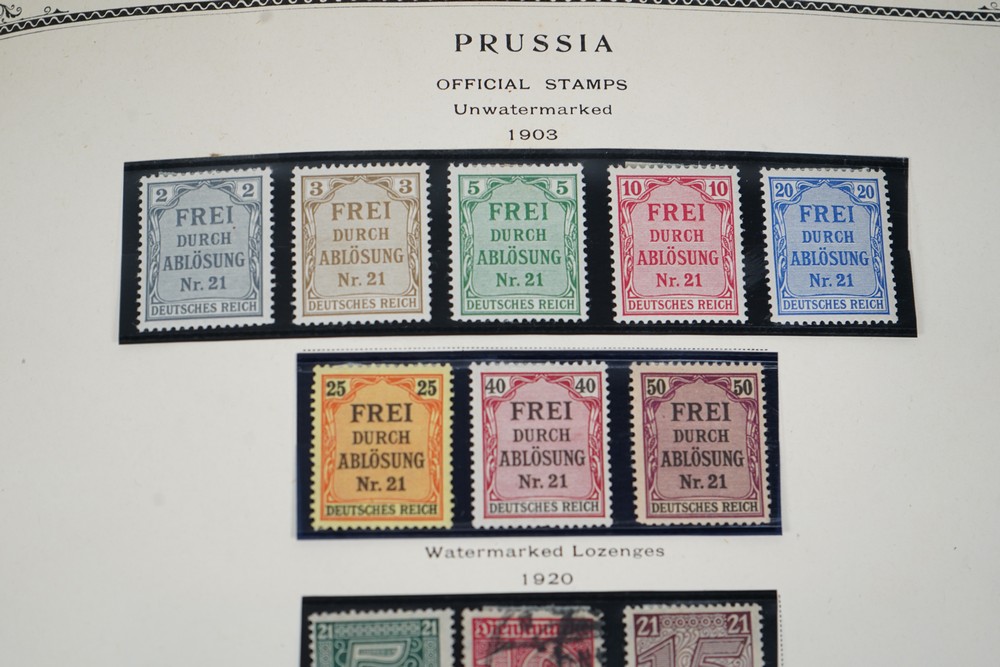 PRUSSIA
OFFICIAL STAMPS
Unwatermarked
1903
2 2
FREI
DURCH
ABLÖSUNG
Nr. 21
DEUTSCHES REICH
3 3
FREI
DURCH
ABLÖSUNG
Nr. 21
DEUTSCHES REICH
5 5
FREI
DURCH
ABLÖSUNG
Nr. 21
DEUTSCHES REICH
10 10
FREI
DURCH
ABLÖSUNG
Nr. 21
DEUTSCHES REICH
20 20
FREI
DURCH
ABLÖSUNG
Nr. 21
DEUTSCHES REICH
25 25
FREI
DURCH
ABLÖSUNG
Nr. 21
DEUTSCHES REICH
40 40
FREI
DURCH
ABLÖSUNG
Nr. 21
DEUTSCHES REICH
50 50
FREI
DURCH
ABLÖSUNG
Nr. 21
DEUTSCHES REICH
Watermarked Lozenges
1920
21 21
21 21
15